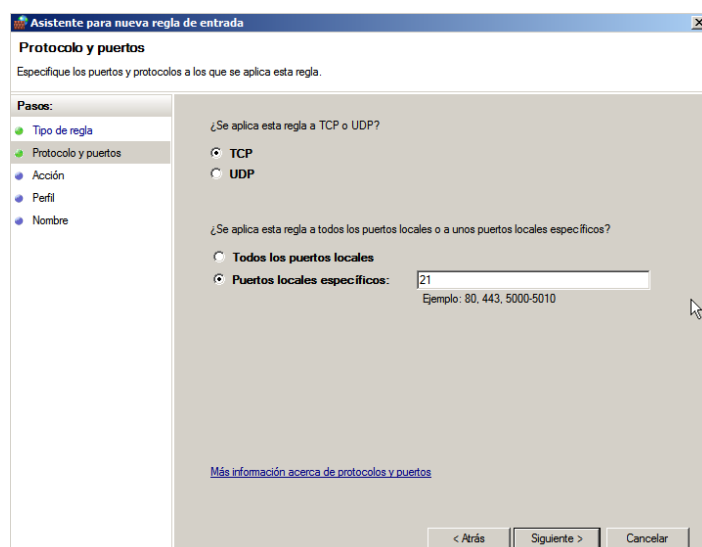 Asistente para nueva regla de entrada
Protocolo y puertos
Especifique los puertos y protocolos a los que se aplica esta regla.
Pasos:
Tipo de regla
Protocolo y puertos
Acción
Perfil
Nombre
¿Se aplica esta regla a TCP o UDP?
TCP
UDP
¿Se aplica esta regla a todos los puertos locales o a unos puertos locales específicos?
Todos los puertos locales
Puertos locales específicos: 21
Ejemplo: 80, 443, 5000-5010
Más información acerca de protocolos y puertos
< Atrás Siguiente > Cancelar